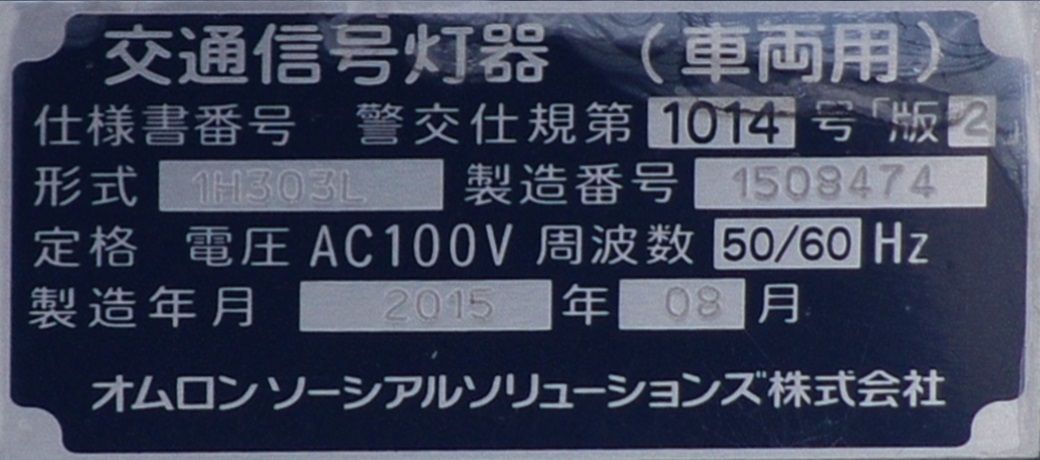 交通信号灯器 (車両用)
仕様書番号 警交仕規第 1014 号「版2」
形式 1H303L 製造番号 1508474
定格 電圧 AC100V 周波数 50/60 Hz
製造年月 2015 年 08 月
オムロン ソーシアルソリューションズ株式会社